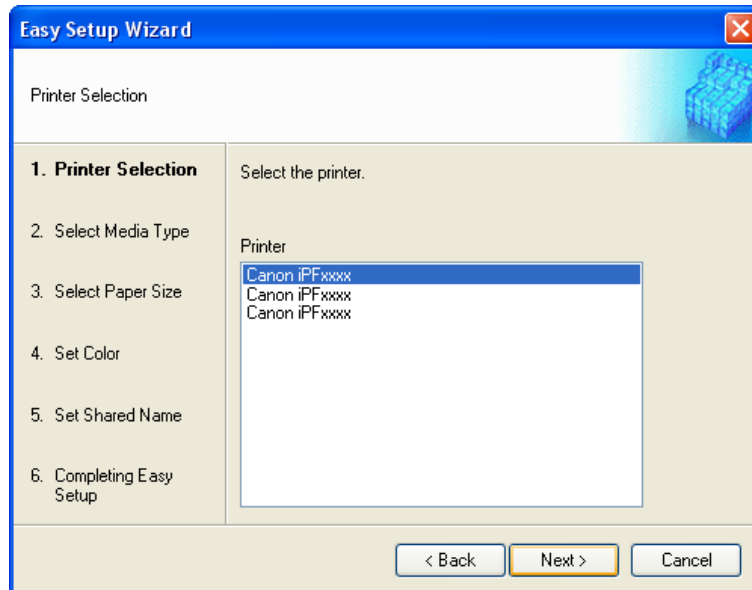 Easy Setup Wizard
Printer Selection
1. Printer Selection
2. Select Media Type
3. Select Paper Size
4. Set Color
5. Set Shared Name
6. Completing Easy
Setup
Select the printer.
Printer
Canon iPFxxxx
Canon iPFxxxx
Canon iPFxxxx
< Back
Next >
Cancel